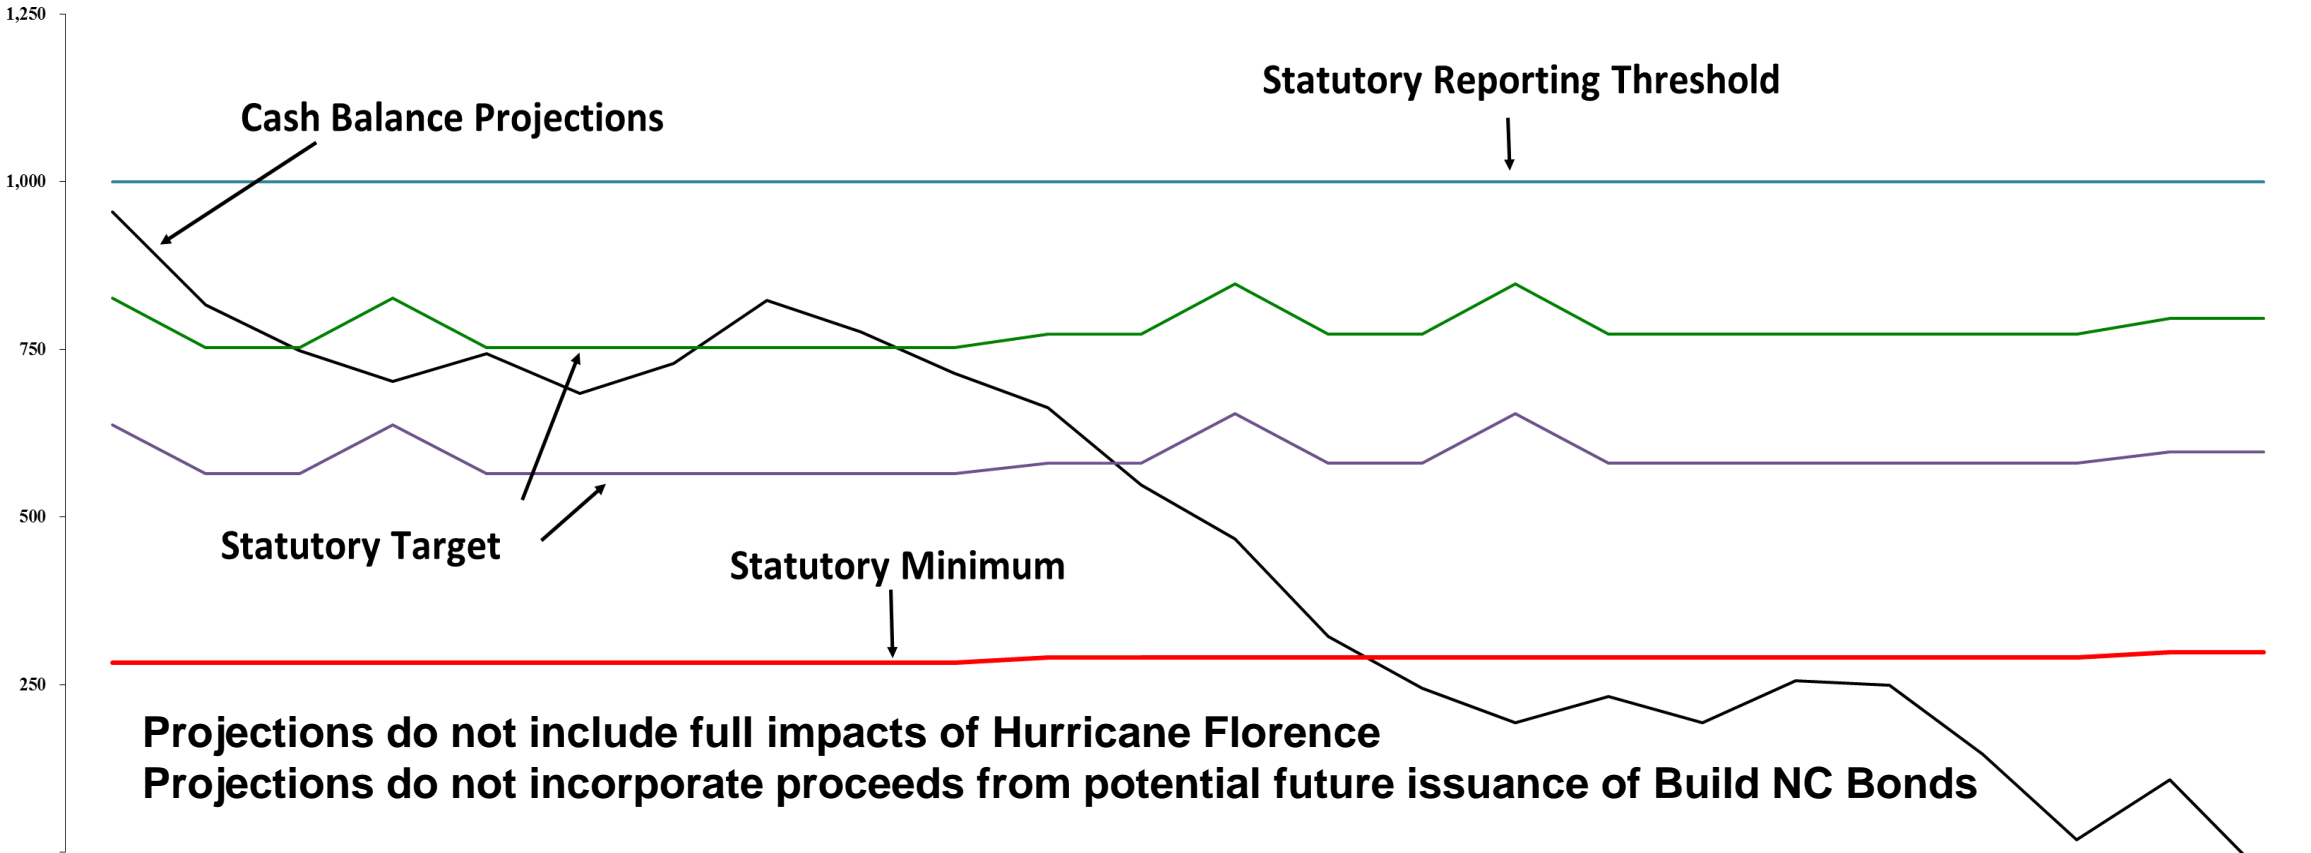 1,250
Statutory Reporting Threshold
Cash Balance Projections
1,000
750
500
Statutory Target
Statutory Minimum
250
Projections do not include full impacts of Hurricane Florence
Projections do not incorporate proceeds from potential future issuance of Build NC Bonds